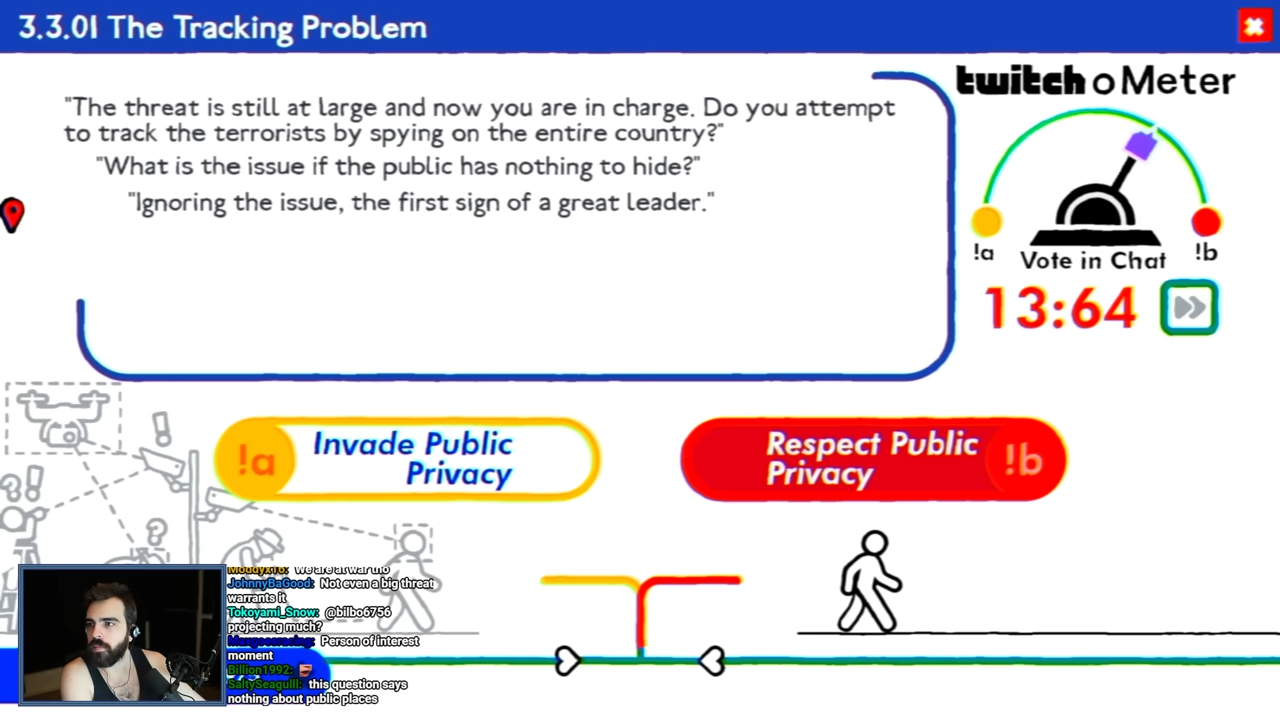 3.3.01 The Tracking Problem
"The threat is still at large and now you are in charge. Do you attempt
to track the terrorists by spying on the entire country?"
"What is the issue if the public has nothing to hide?"
"Ignoring the issue, the first sign of a great leader."
twitch o Meter
!a
Vote in Chat
!b
13:64
!a
Invade Public
Privacy
Respect Public
Privacy
!b
we are at war tho
JohnnyBaGood: Not even a big threat
warrants it
Tokoyami_Snow: @bilbo6756
projecting much?
Person of interest
moment
Billion1992:
SaltySeagulll: this question says
nothing about public places